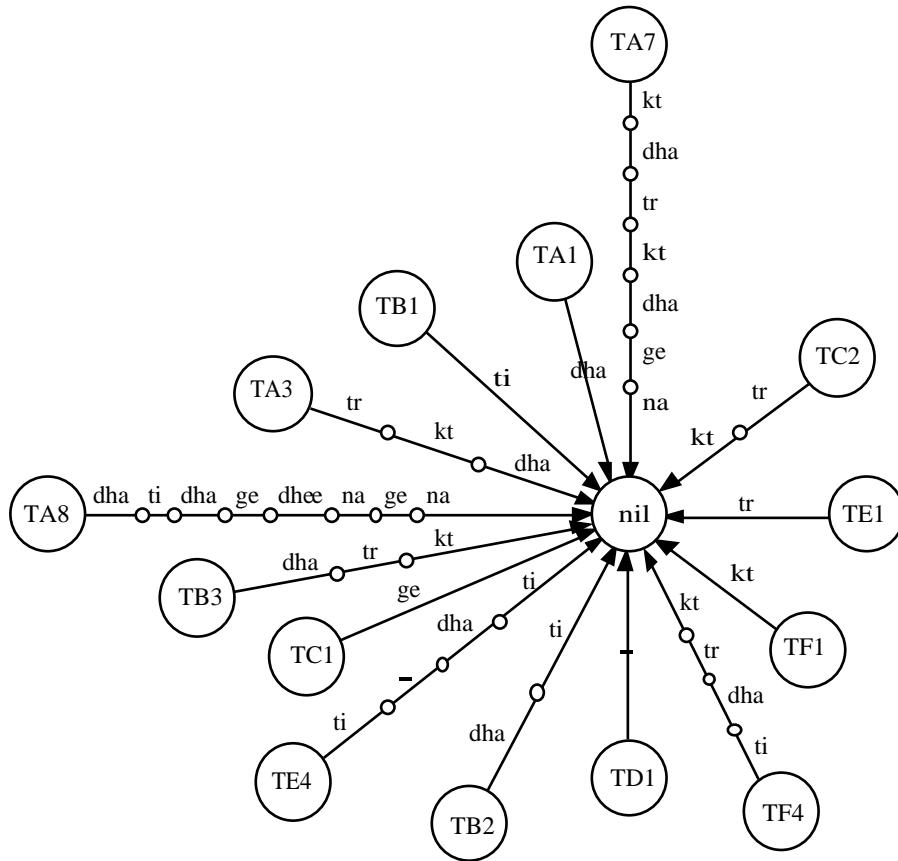 TA7
kt
dha
tr
kt
dha
ge
na
TA1
dha
TB1
ti
TC2
tr
kt
TA3
tr
kt
dha
TA8
dha ti dha ge dhee na ge na
nil
tr
TE1
TB3
dha
tr
kt
TC1
ge
TE4
ti
-
dha
ti
TB2
dha
ti
TD1
-
TF4
ti
dha
tr
kt
TF1
kt